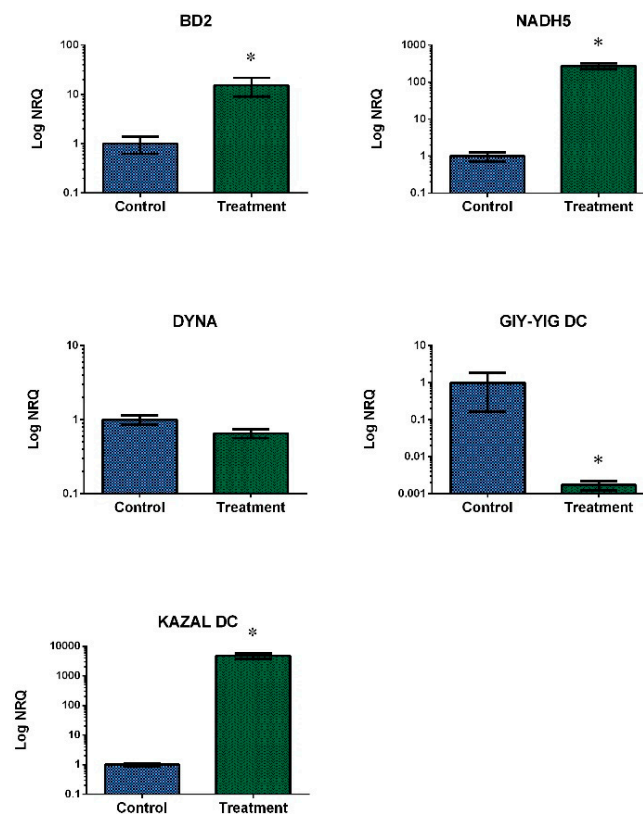 BD2
NADH5
Log NRQ
100
10
1
0.1
*
Control
Treatment
Log NRQ
1000
100
10
1
0.1
*
Control
Treatment
DYNA
GIY-YIG DC
Log NRQ
10
1
0.1
Control
Treatment
Log NRQ
10
1
0.1
0.01
0.001
*
Control
Treatment
KAZAL DC
Log NRQ
10000
1000
100
10
1
0.1
*
Control
Treatment